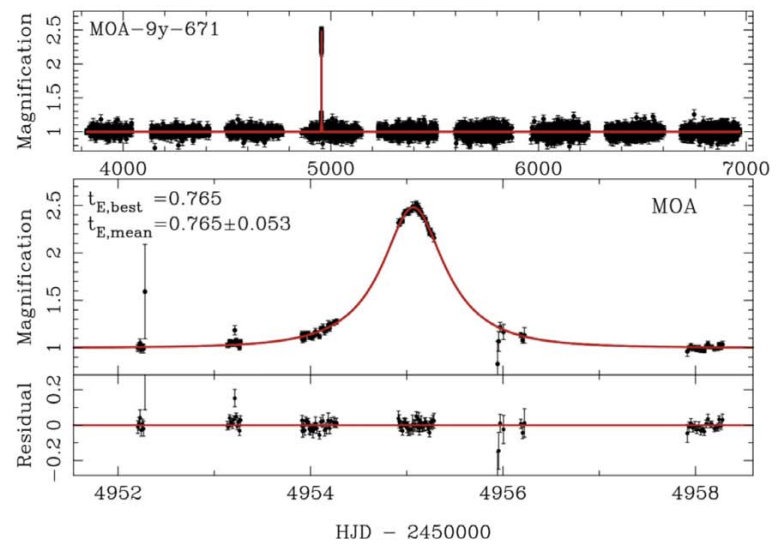 MOA-9y-671
Magnification
2.5
2
1.5
1
4000 5000 6000 7000
t_E,best =0.765
t_E,mean=0.765±0.053
MOA
Magnification
2.5
2
1.5
1
Residual
0.2
0
-0.2
4952 4954 4956 4958
HJD - 2450000